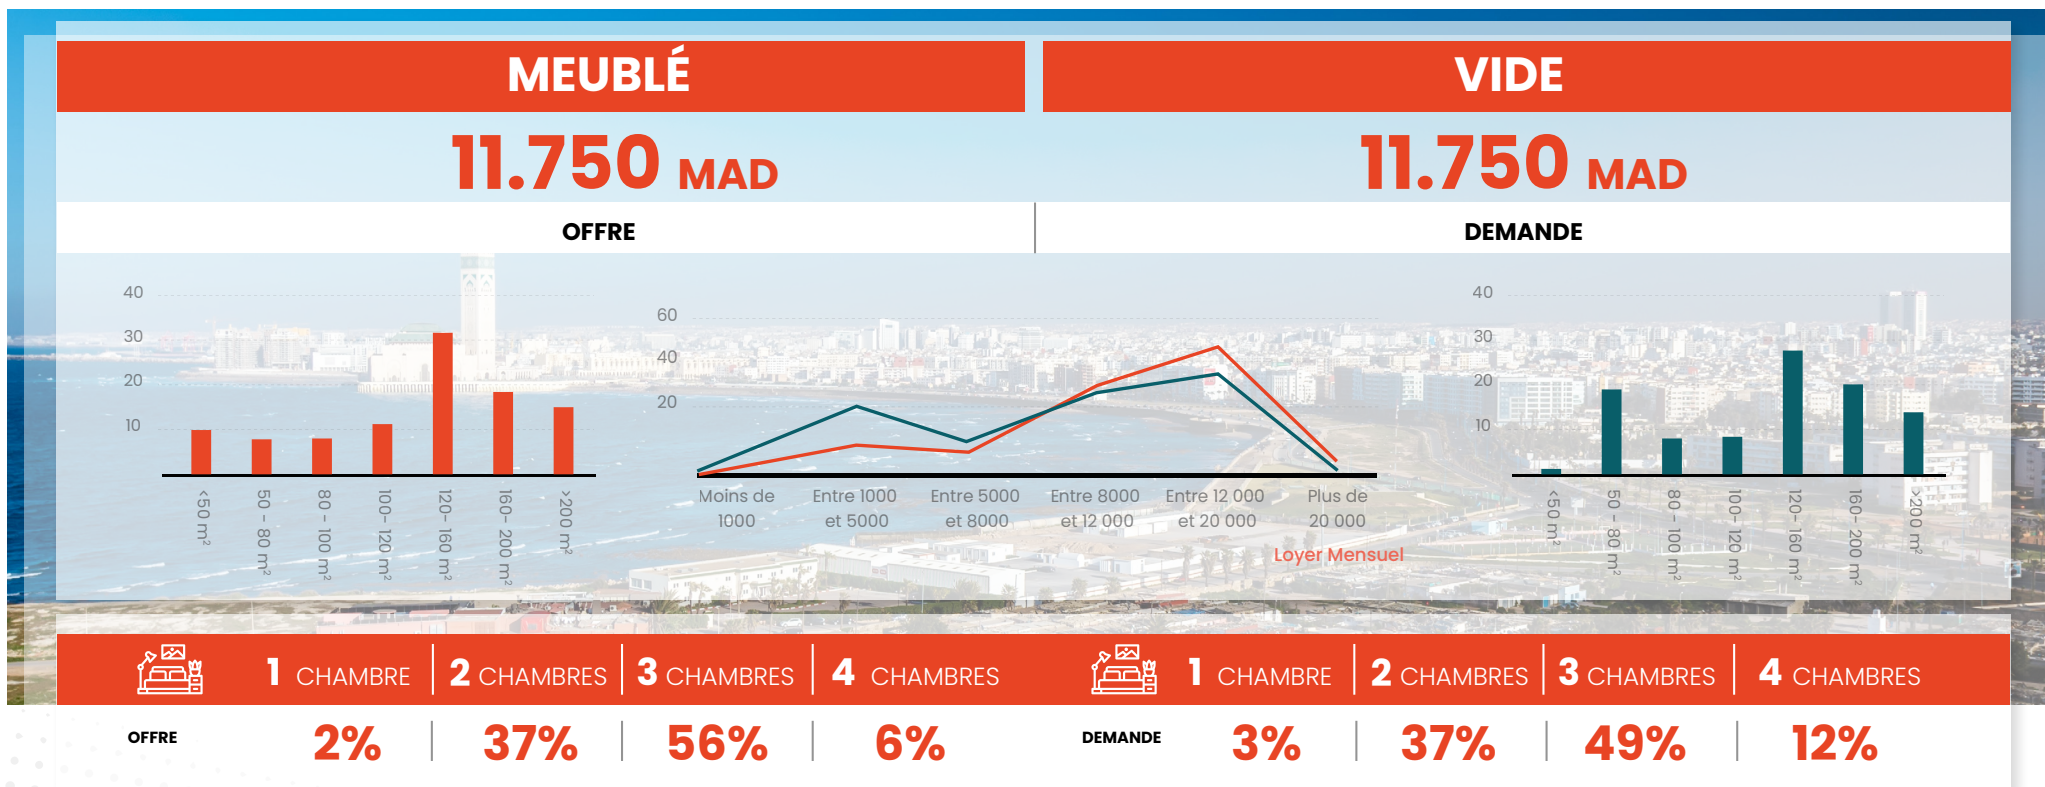 MEUBLÉ
VIDE
11.750 MAD
11.750 MAD
OFFRE
DEMANDE
40
30
20
10
<50 m²
50 - 80 m²
80 - 100 m²
100- 120 m²
120- 160 m²
160- 200 m²
>200 m²
60
40
20
Moins de
1000
Entre 1000
et 5000
Entre 5000
et 8000
Entre 8000
et 12 000
Entre 12 000
et 20 000
Plus de
20 000
Loyer Mensuel
40
30
20
10
<50 m²
50 - 80 m²
80 - 100 m²
100- 120 m²
120- 160 m²
160- 200 m²
>200 m²
1 CHAMBRE
2 CHAMBRES
3 CHAMBRES
4 CHAMBRES
1 CHAMBRE
2 CHAMBRES
3 CHAMBRES
4 CHAMBRES
OFFRE
2%
37%
56%
6%
DEMANDE
3%
37%
49%
12%